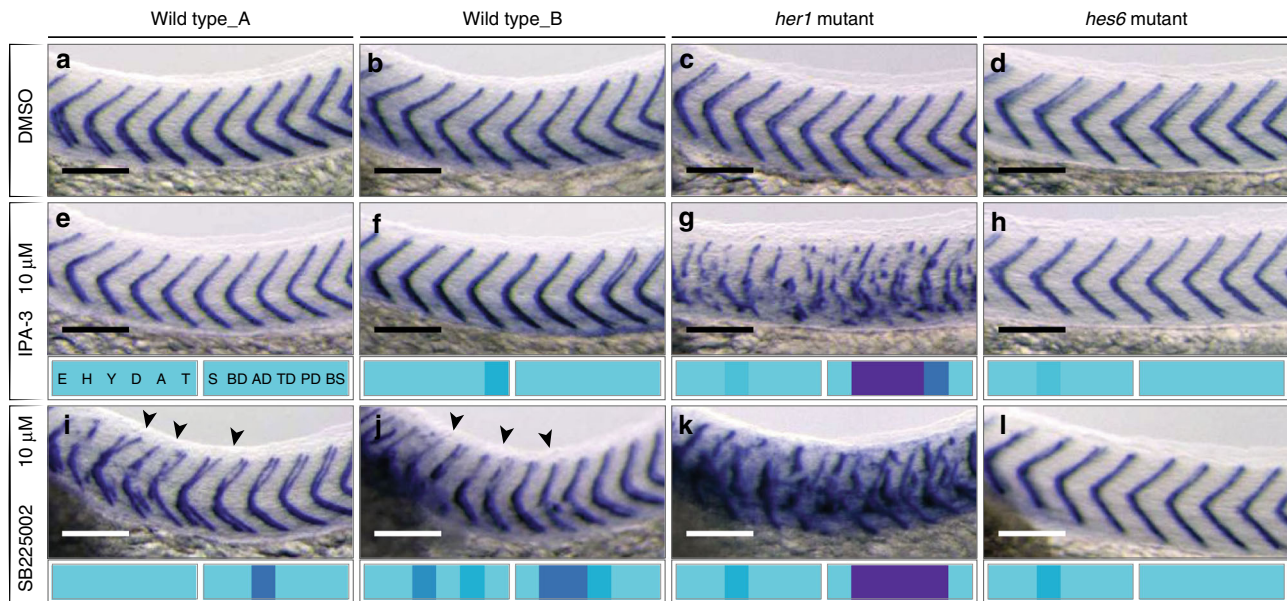 Wild type_A
Wild type_B
her1 mutant
hes6 mutant
DMSO
a
b
c
d
10 μM
IPA-3
e
f
g
h
E H Y D A T
S BD AD TD PD BS
10 μM
SB225002
i
j
k
l